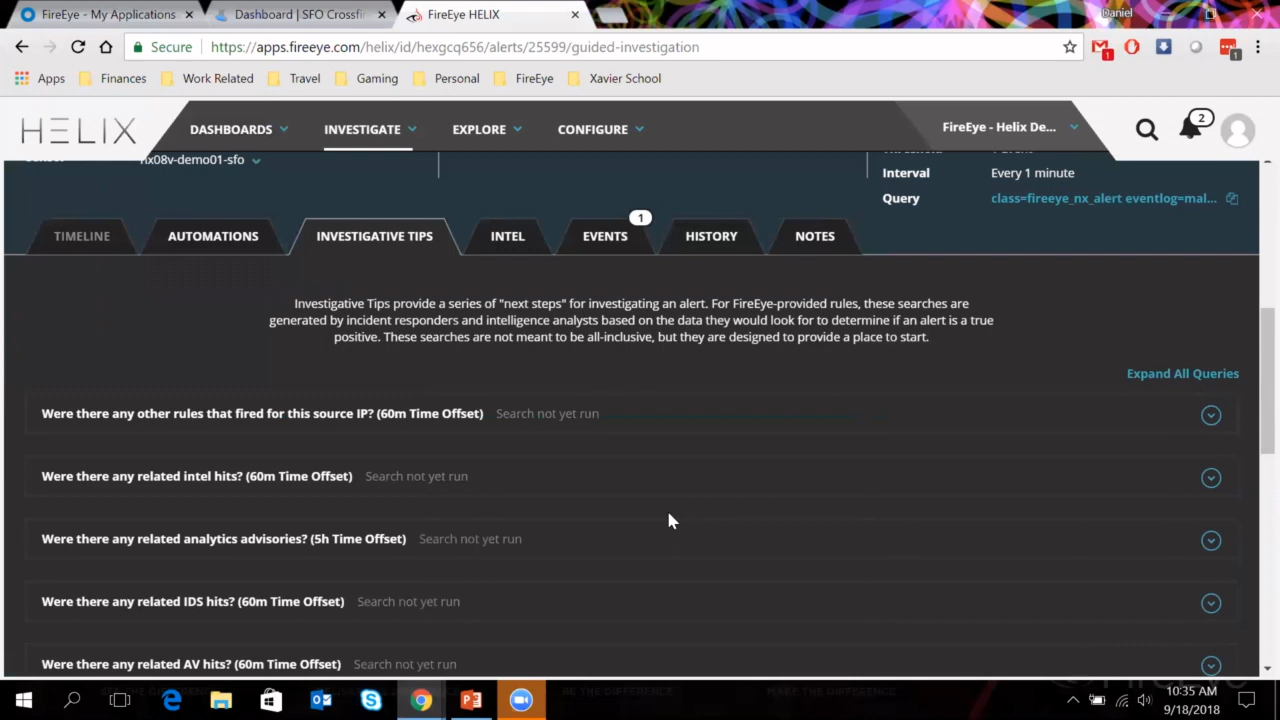 FireEye - My Applications
Dashboard | SFO Crossfi
FireEye HELIX
Daniel
Secure
https://apps.fireeye.com/helix/id/hexgcq656/alerts/25599/guided-investigation
1
1
Apps
Finances
Work Related
Travel
Gaming
Personal
FireEye
Xavier School
HELIX
DASHBOARDS
INVESTIGATE
EXPLORE
CONFIGURE
FireEye - Helix De...
2
nx08v-demo01-sfo
Interval
Every 1 minute
Query
class=fireeye_nx_alert eventlog=mal...
TIMELINE
AUTOMATIONS
INVESTIGATIVE TIPS
INTEL
EVENTS
1
HISTORY
NOTES
Investigative Tips provide a series of "next steps" for investigating an alert. For FireEye-provided rules, these searches are
generated by incident responders and intelligence analysts based on the data they would look for to determine if an alert is a true
positive. These searches are not meant to be all-inclusive, but they are designed to provide a place to start.
Expand All Queries
Were there any other rules that fired for this source IP? (60m Time Offset) Search not yet run
Were there any related intel hits? (60m Time Offset) Search not yet run
Were there any related analytics advisories? (5h Time Offset) Search not yet run
Were there any related IDS hits? (60m Time Offset) Search not yet run
Were there any related AV hits? (60m Time Offset) Search not yet run
BE THE DIFFERENCE
MAKE THE DIFFERENCE
FireEye
10:35 AM
9/18/2018